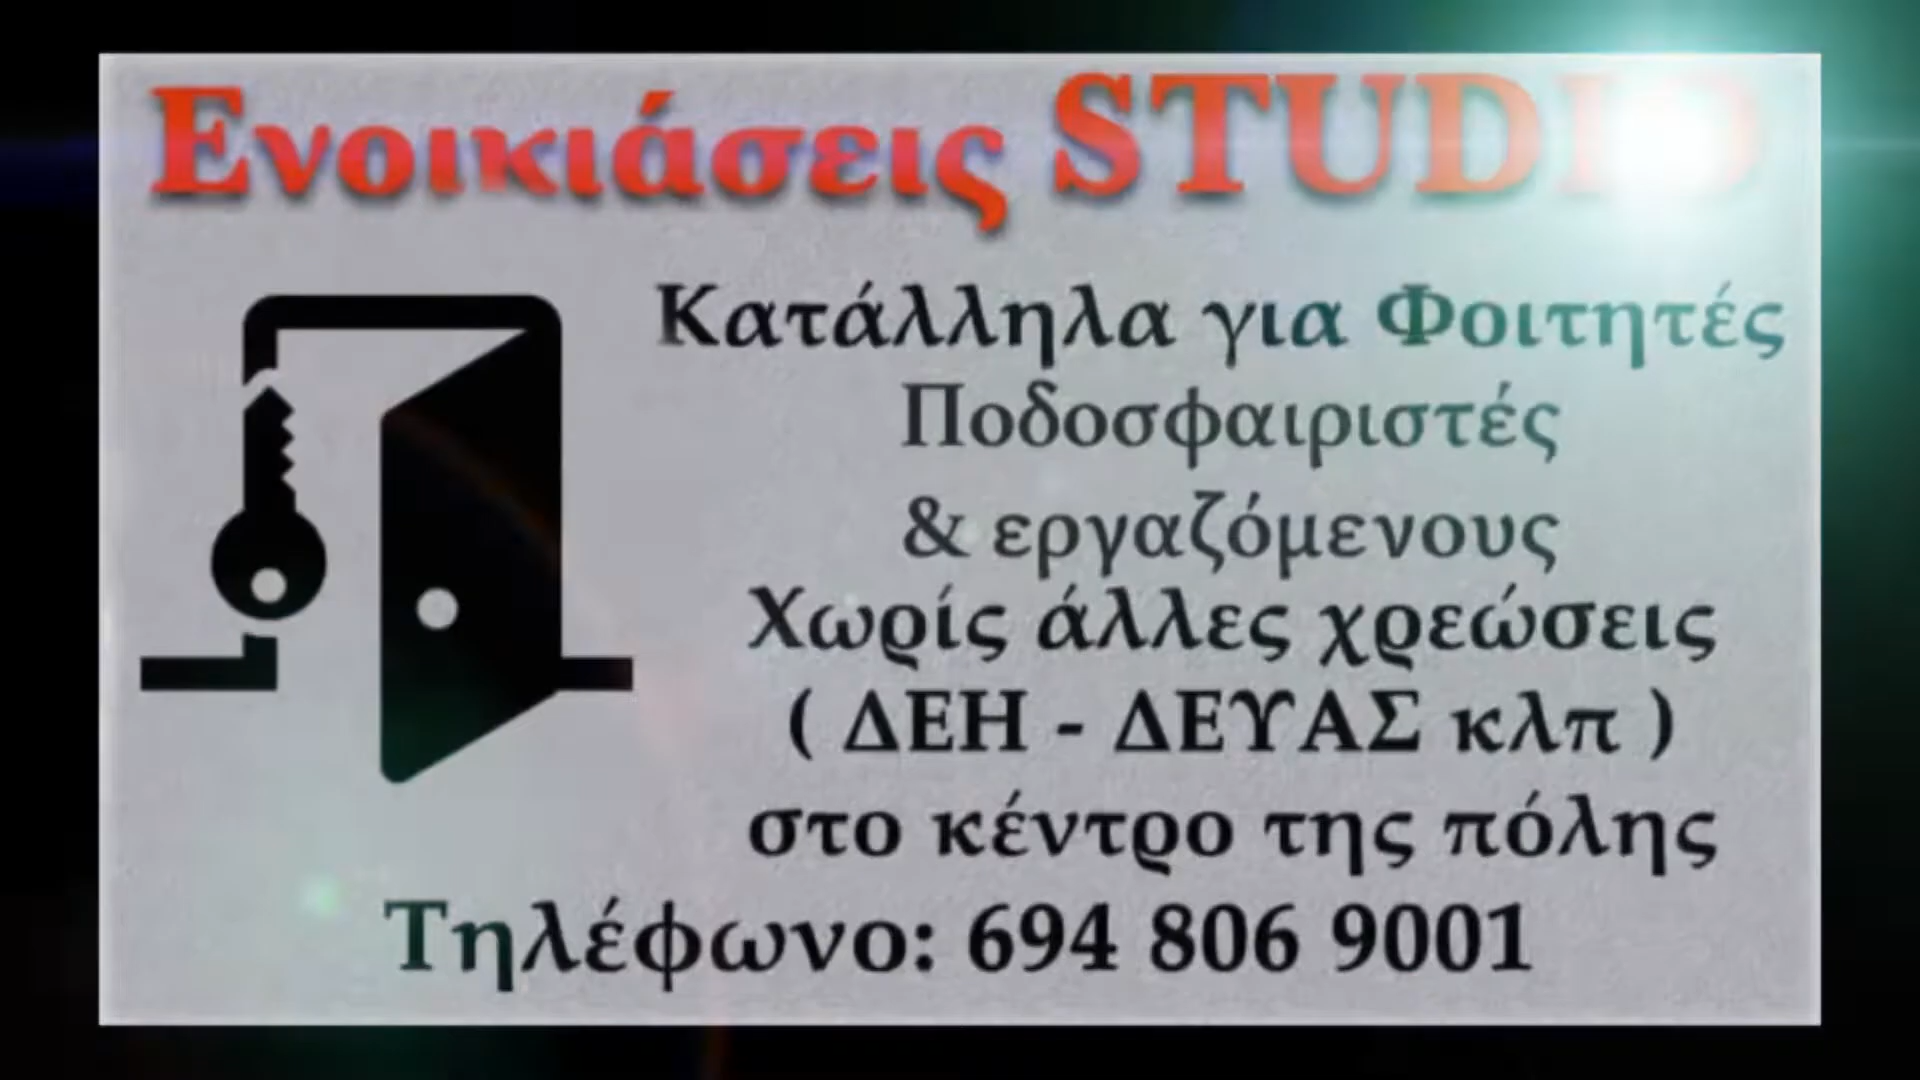 Ενοικιάσεις STUDIO
Κατάλληλα για Φοιτητές
Ποδοσφαιριστές
& εργαζόμενους
Χωρίς άλλες χρεώσεις
( ΔΕΗ - ΔΕΥΑΣ κλπ )
στο κέντρο της πόλης
Τηλέφωνο: 694 806 9001